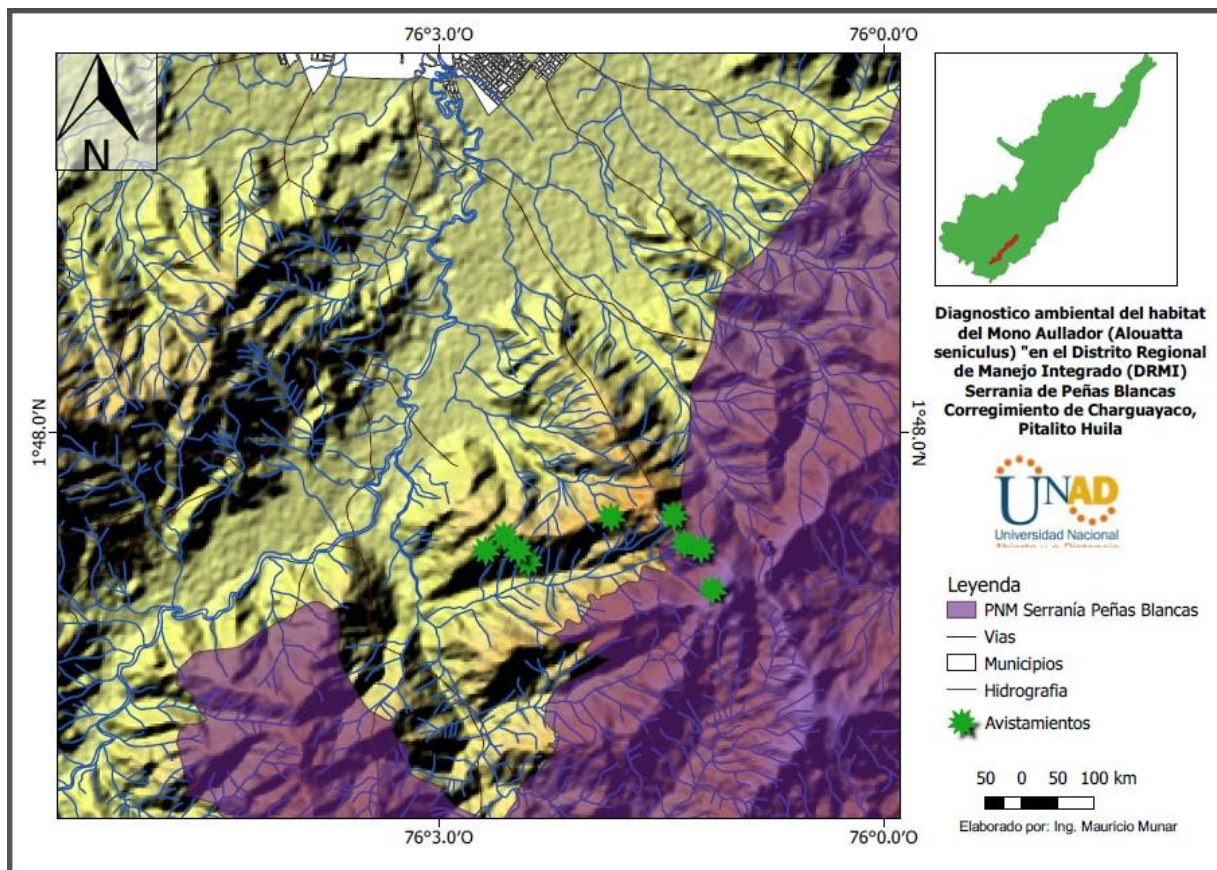 76°3.0'O 76°0.0'O
N
1°48.0'N
1°48.0'N
76°3.0'O 76°0.0'O
Diagnostico ambiental del habitat
del Mono Aullador (Alouatta
seniculus) "en el Distrito Regional
de Manejo Integrado (DRMI)
Serrania de Peñas Blancas
Corregimiento de Charguayaco,
Pitalito Huila
UNAD
Universidad Nacional
Abierta y a Distancia
Leyenda
PNM Serranía Peñas Blancas
Vias
Municipios
Hidrografia
Avistamientos
50 0 50 100 km
Elaborado por: Ing. Mauricio Munar